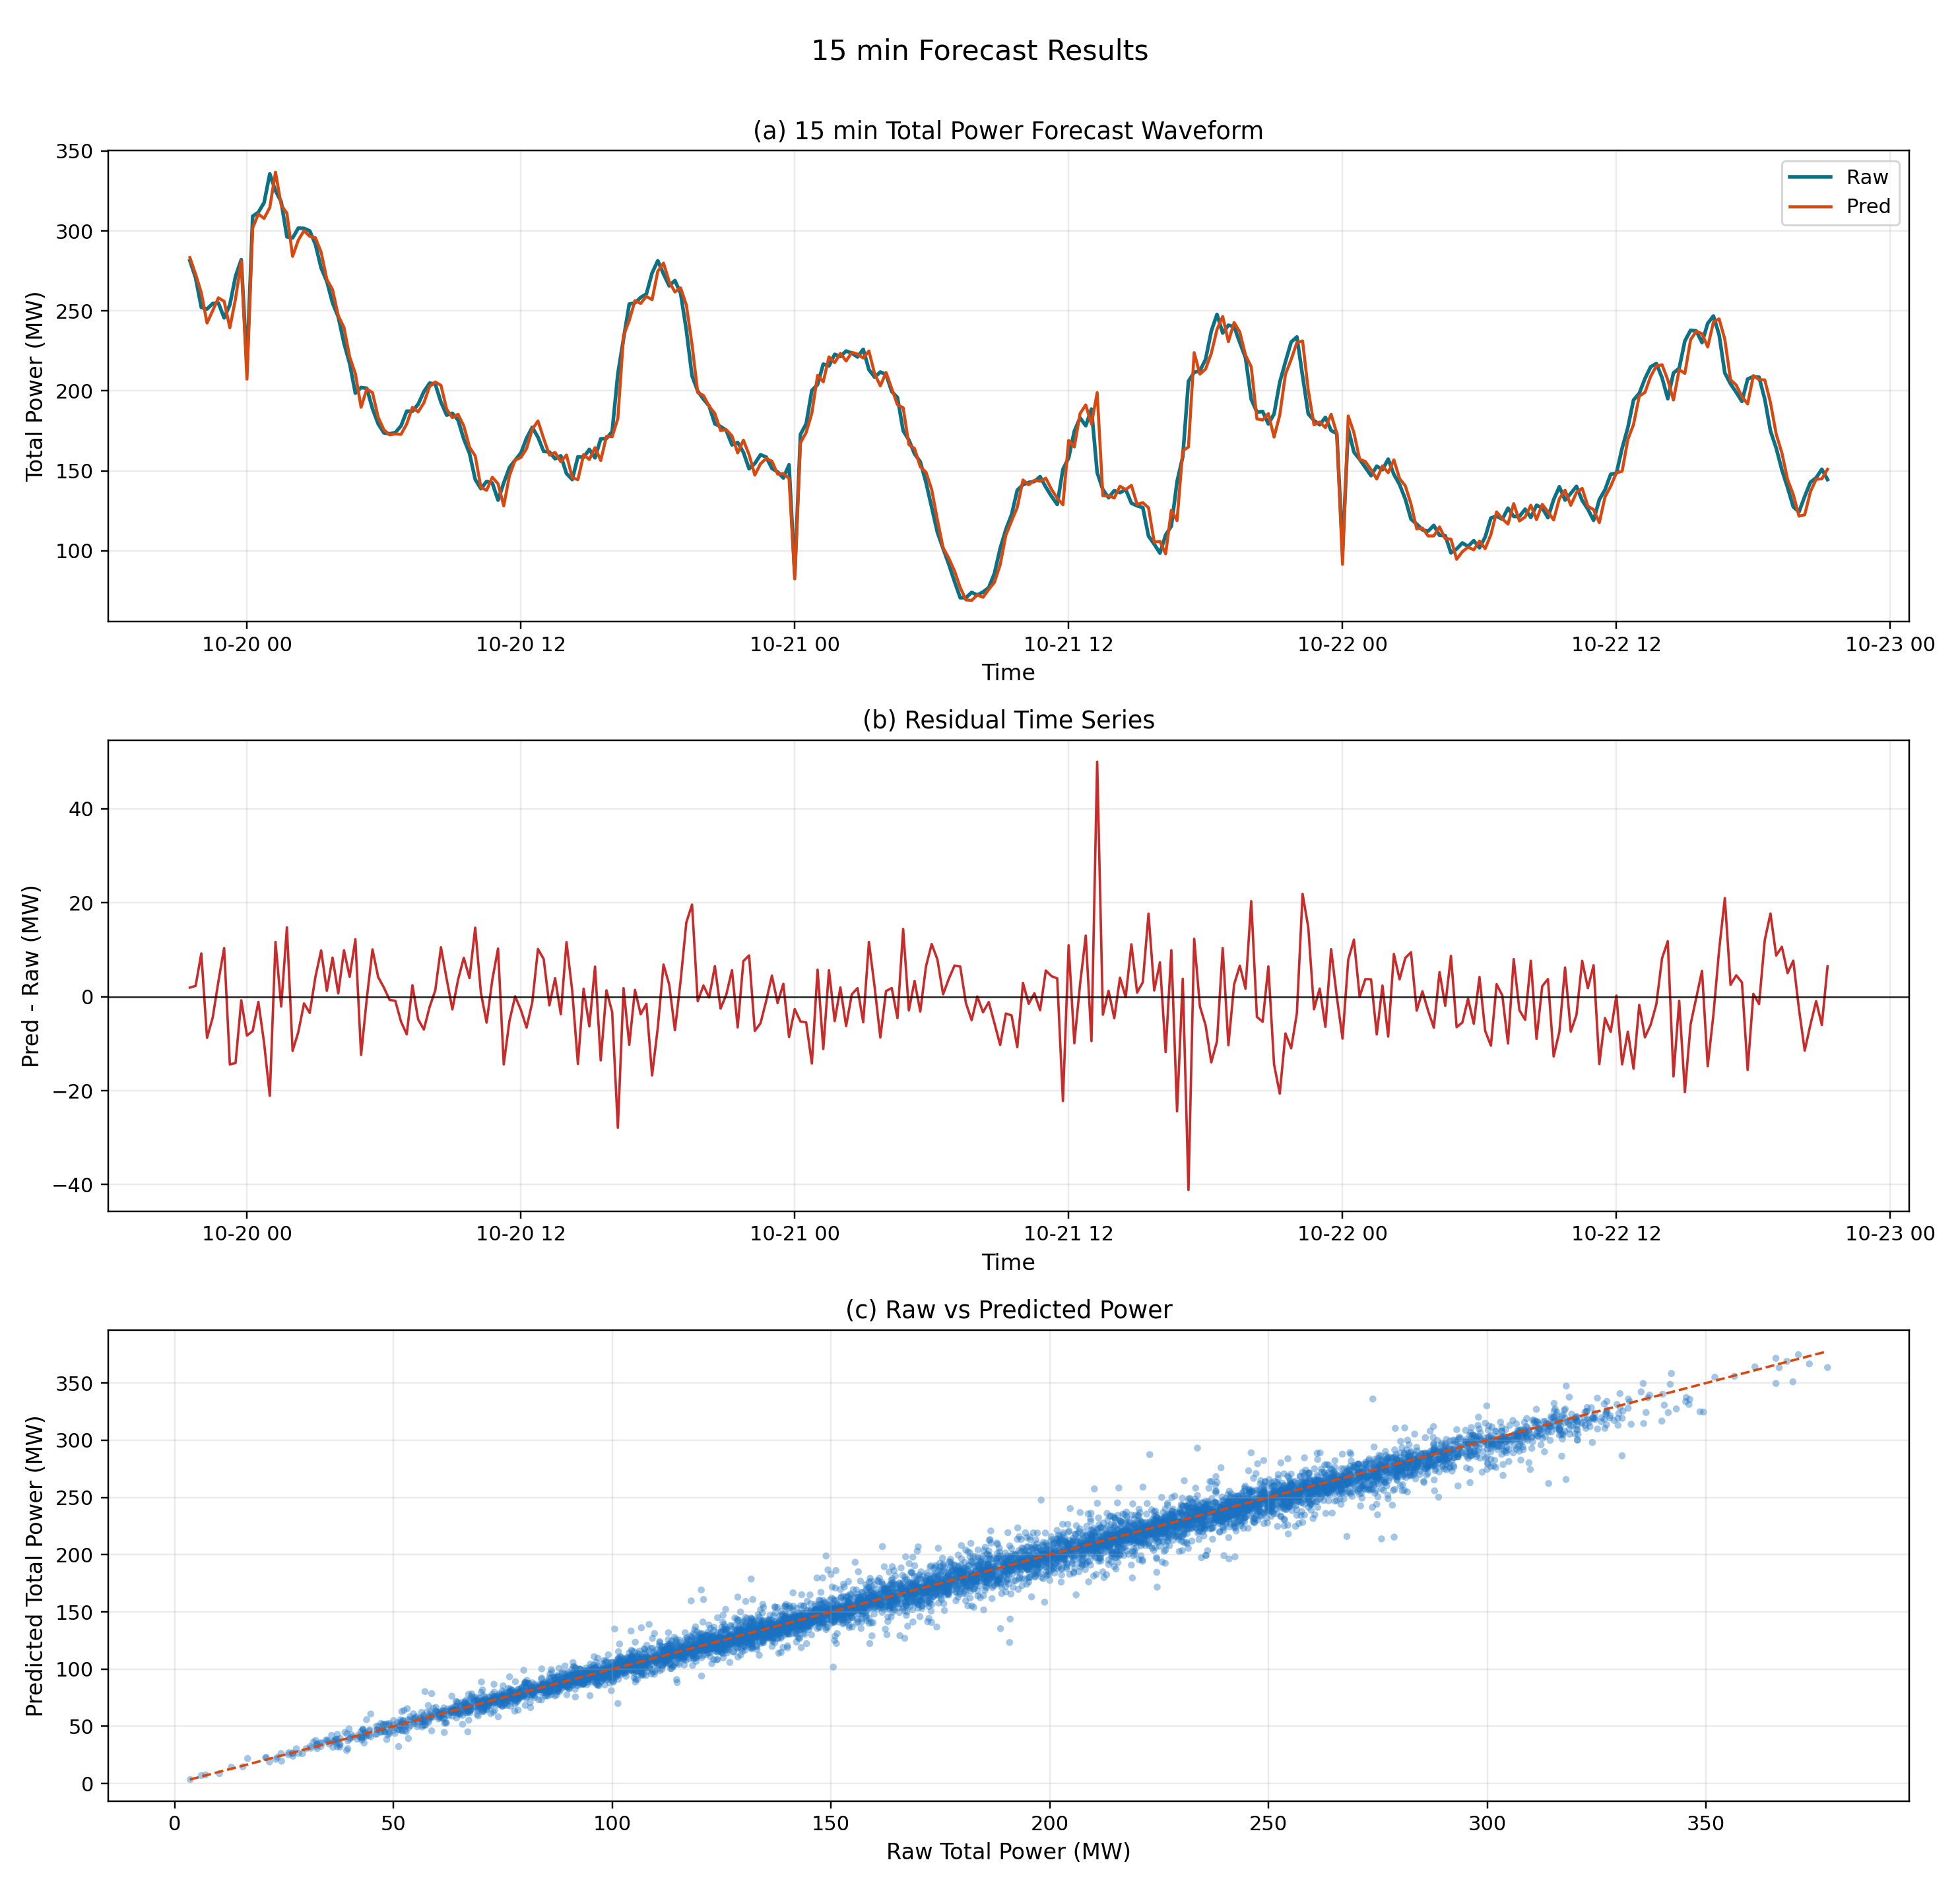 15 min Forecast Results
(a) 15 min Total Power Forecast Waveform
Total Power (MW)
350
300
250
200
150
100
Raw
Pred
10-20 00 10-20 12 10-21 00 10-21 12 10-22 00 10-22 12 10-23 00
Time
(b) Residual Time Series
Pred - Raw (MW)
40
20
0
−20
−40
10-20 00 10-20 12 10-21 00 10-21 12 10-22 00 10-22 12 10-23 00
Time
(c) Raw vs Predicted Power
Predicted Total Power (MW)
350
300
250
200
150
100
50
0
0 50 100 150 200 250 300 350
Raw Total Power (MW)